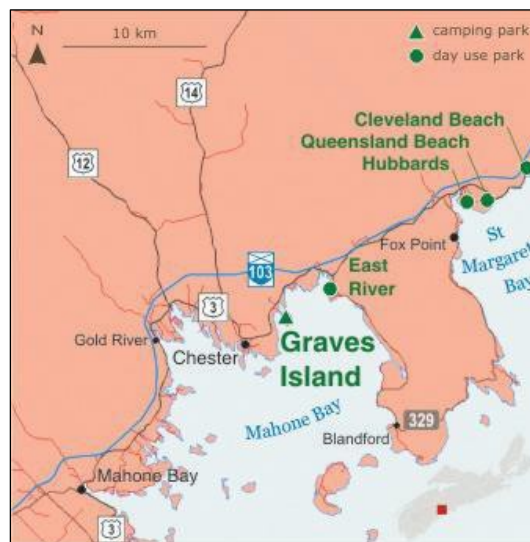 N
10 km
camping park
day use park
14
12
Cleveland Beach
Queensland Beach
Hubbards
Fox Point
St
Margaret
Bay
103
East
River
3
Gold River
Chester
Graves
Island
Mahone Bay
329
Blandford
Mahone Bay
3